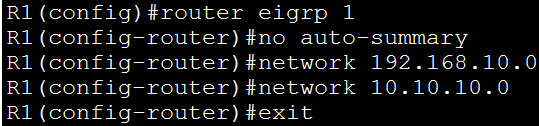 R1(config)#router eigrp 1
R1(config-router)#no auto-summary
R1(config-router)#network 192.168.10.0
R1(config-router)#network 10.10.10.0
R1(config-router)#exit